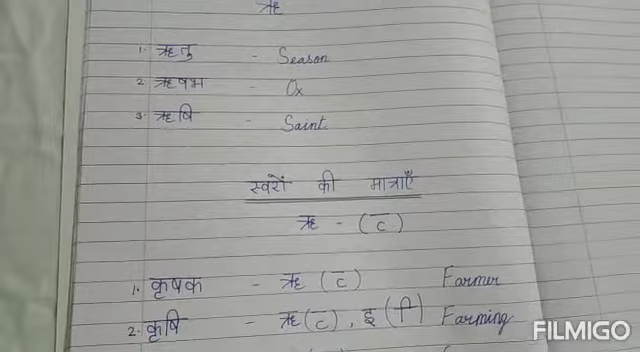 ऋ
1. ऋतु - Season
2. ऋषभ - Ox
3. ऋषि - Saint
स्वरों की मात्राएँ
ऋ - ( ृ )
1. कृषक - ऋ ( ृ ) Farmer
2. कृषि - ऋ ( ृ ), इ ( ि ) Farming
FILMIGO